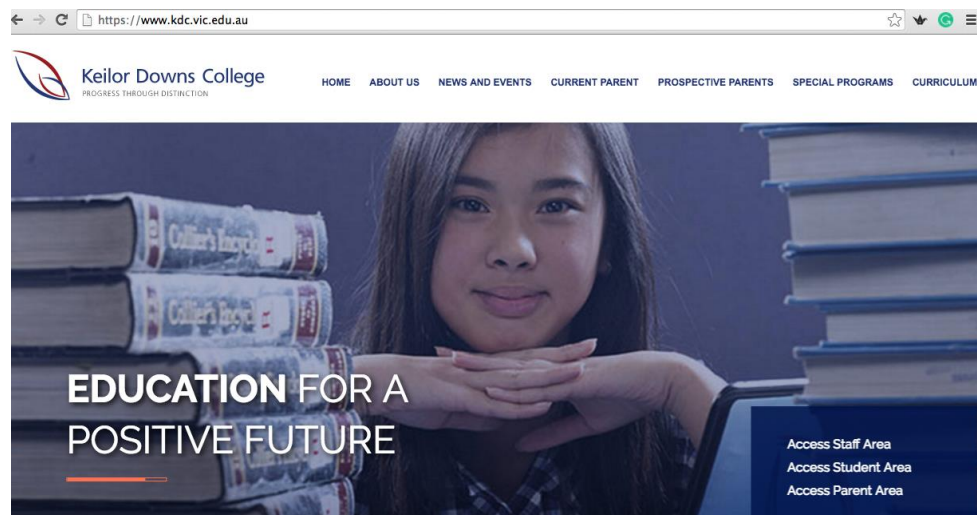 https://www.kdc.vic.edu.au
Keilor Downs College
PROGRESS THROUGH DISTINCTION
HOME ABOUT US NEWS AND EVENTS CURRENT PARENT PROSPECTIVE PARENTS SPECIAL PROGRAMS CURRICULUM
Collier's
Collier's
EDUCATION FOR A
POSITIVE FUTURE
Access Staff Area
Access Student Area
Access Parent Area